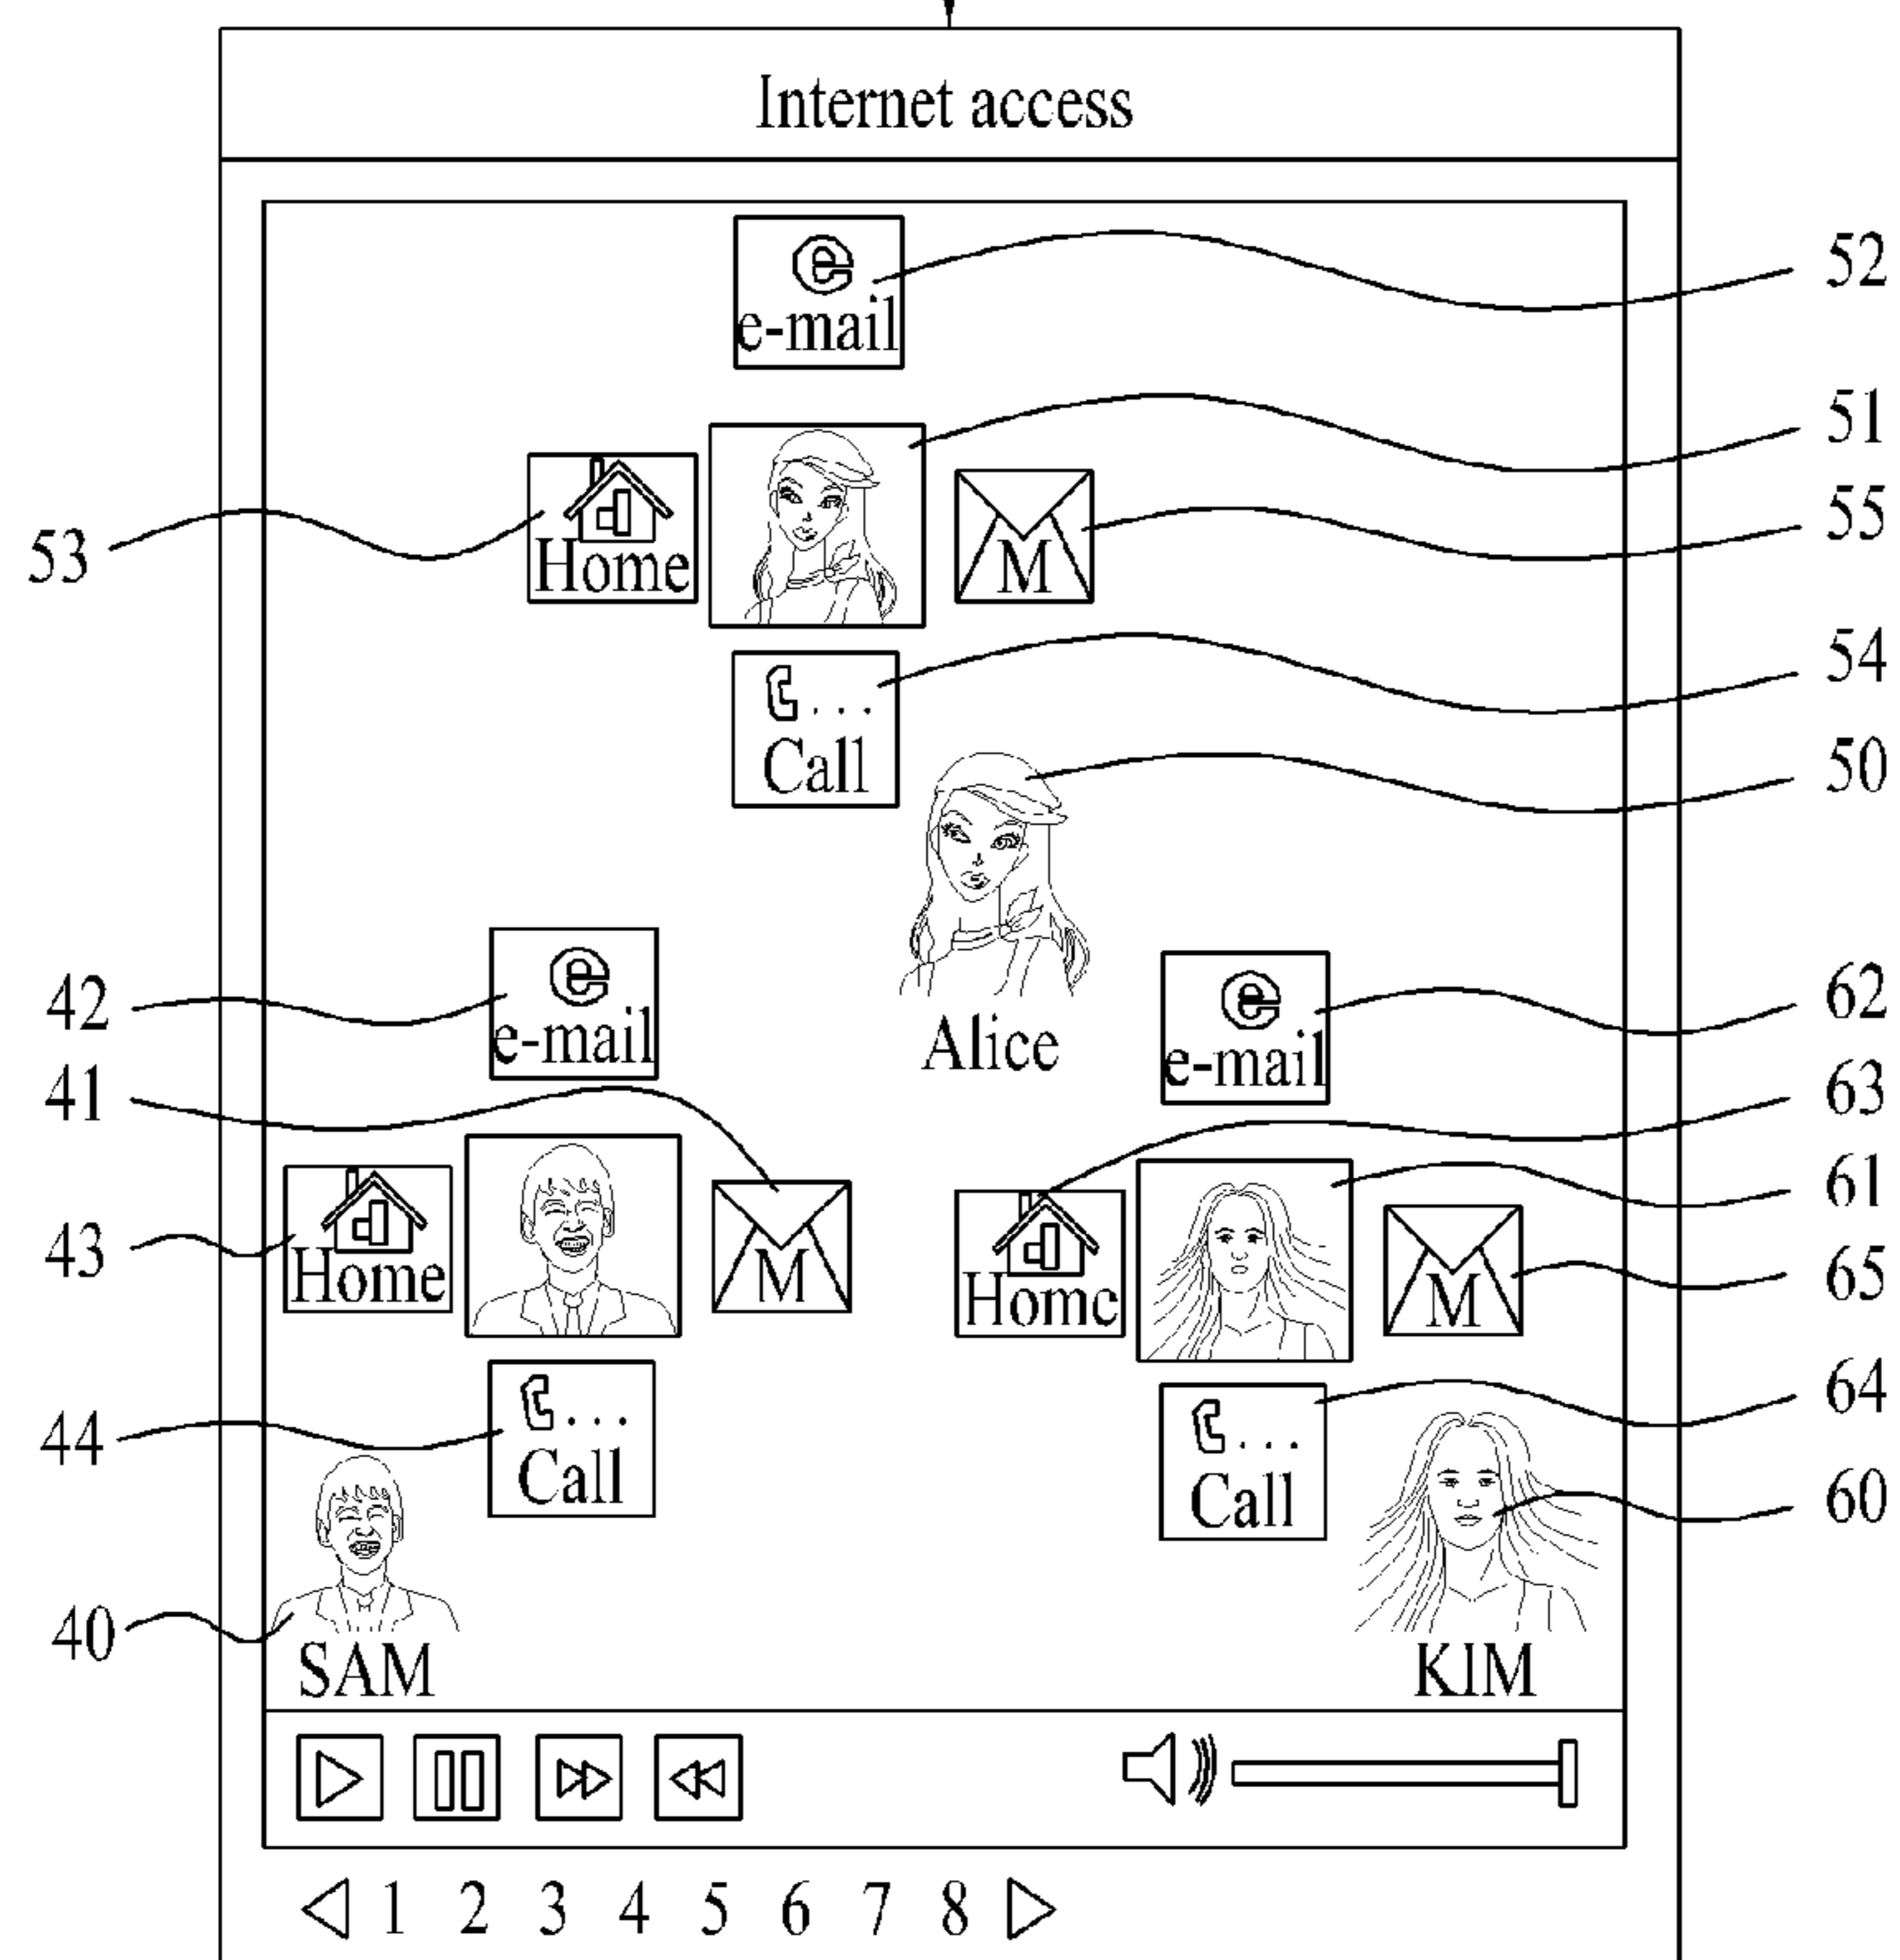 Internet access
52
e
e-mail
51
55
53
Home
M
54
Call
50
42
e
e-mail
Alice
62
e
e-mail
41
63
61
43
Home
M
Homc
M
65
44
Call
64
Call
60
40
SAM
KIM
1 2 3 4 5 6 7 8